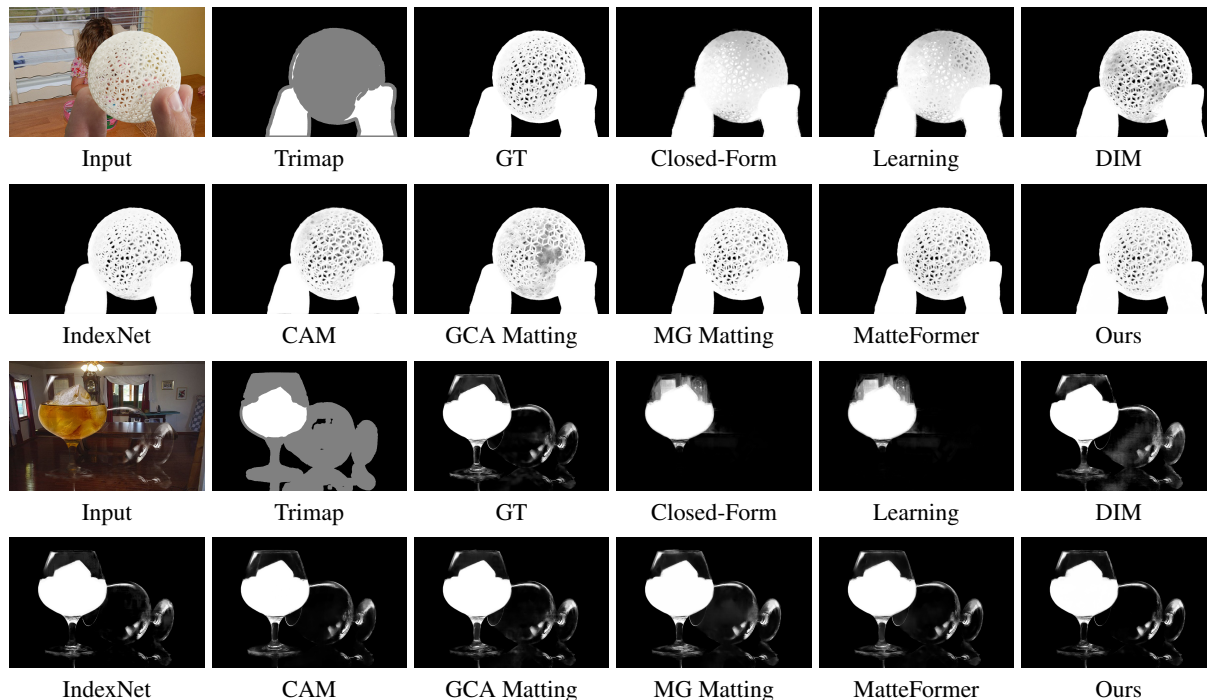 Input Trimap GT Closed-Form Learning DIM
IndexNet CAM GCA Matting MG Matting MatteFormer Ours
Input Trimap GT Closed-Form Learning DIM
IndexNet CAM GCA Matting MG Matting MatteFormer Ours